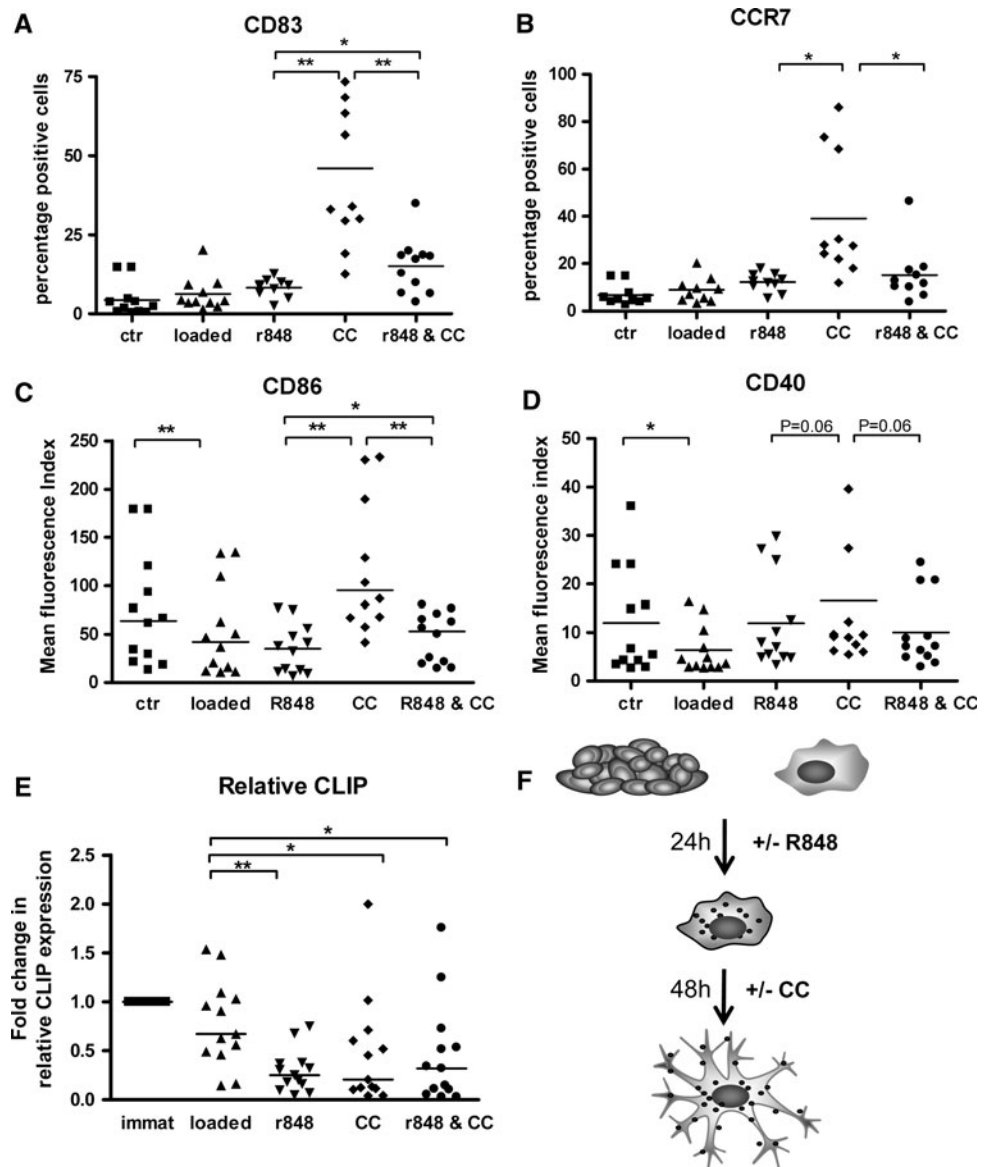 A
CD83
percentage positive cells
75
50
25
0
*
**
**
ctr
loaded
r848
CC
r848 & CC
B
CCR7
percentage positive cells
100
80
60
40
20
0
*
*
ctr
loaded
r848
CC
r848 & CC
C
CD86
Mean fluorescence Index
250
200
150
100
50
0
**
*
**
**
ctr
loaded
R848
CC
R848 & CC
D
CD40
Mean fluorescence index
50
40
30
20
10
0
*
P=0.06
P=0.06
ctr
loaded
R848
CC
R848 & CC
E
Relative CLIP
Fold change in
relative CLIP expression
2.5
2.0
1.5
1.0
0.5
0.0
*
*
**
immat
loaded
r848
CC
r848 & CC
F
24h
+/- R848
48h
+/- CC